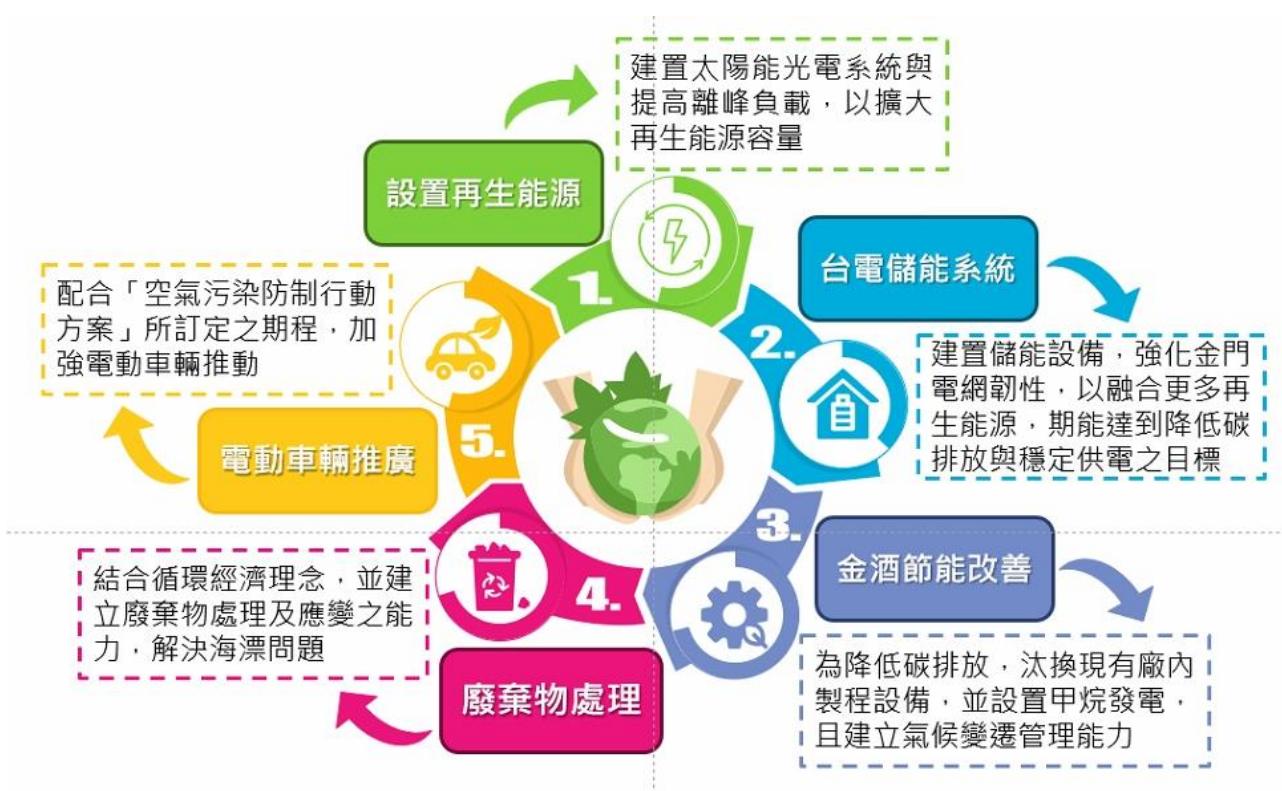 設置再生能源
建置太陽能光電系統與
提高離峰負載，以擴大
再生能源容量
1.
台電儲能系統
建置儲能設備，強化金門
電網韌性，以融合更多再
生能源，期能達到降低碳
排放與穩定供電之目標
2.
金酒節能改善
為降低碳排放，汰換現有廠內
製程設備，並設置甲烷發電，
且建立氣候變遷管理能力
3.
廢棄物處理
結合循環經濟理念，並建
立廢棄物處理及應變之能
力，解決海漂問題
4.
電動車輛推廣
配合「空氣污染防制行動
方案」所訂定之期程，加
強電動車輛推動
5.